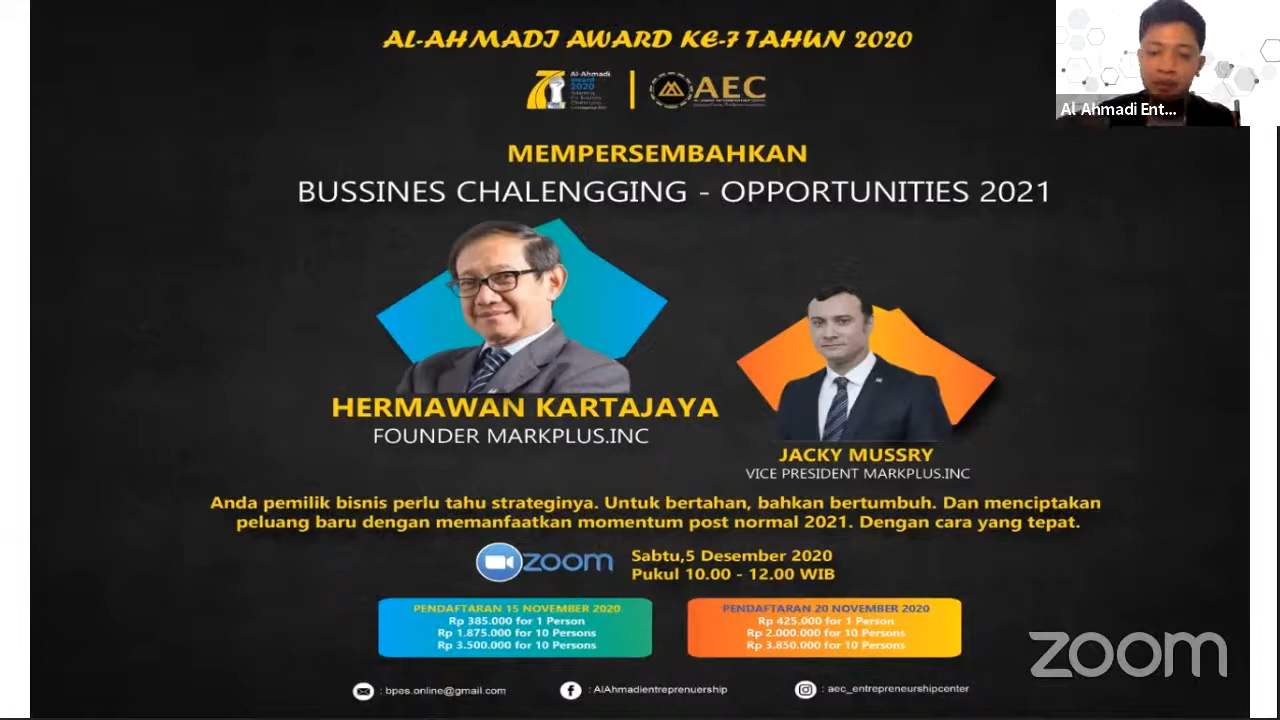 AL-AHMADI AWARD KE-7 TAHUN 2020
Al-Ahmadi
award
2020
AEC
MEMPERSEMBAHKAN
BUSSINES CHALENGGING - OPPORTUNITIES 2021
HERMAWAN KARTAJAYA
FOUNDER MARKPLUS.INC
JACKY MUSSRY
VICE PRESIDENT MARKPLUS.INC
Anda pemilik bisnis perlu tahu strateginya. Untuk bertahan, bahkan bertumbuh. Dan menciptakan
peluang baru dengan memanfaatkan momentum post normal 2021. Dengan cara yang tepat.
zoom
Sabtu,5 Desember 2020
Pukul 10.00 - 12.00 WIB
PENDAFTARAN 15 NOVEMBER 2020
Rp 385.000 for 1 Person
Rp 1.875.000 for 10 Persons
Rp 3.500.000 for 10 Persons
PENDAFTARAN 20 NOVEMBER 2020
Rp 425.000 for 1 Person
Rp 2.000.000 for 10 Persons
Rp 3.850.000 for 10 Persons
: bpes.online@gmail.com
: AlAhmadientreprenuership
: aec_entrepreneurshipcenter
Al Ahmadi Ent...
zoom